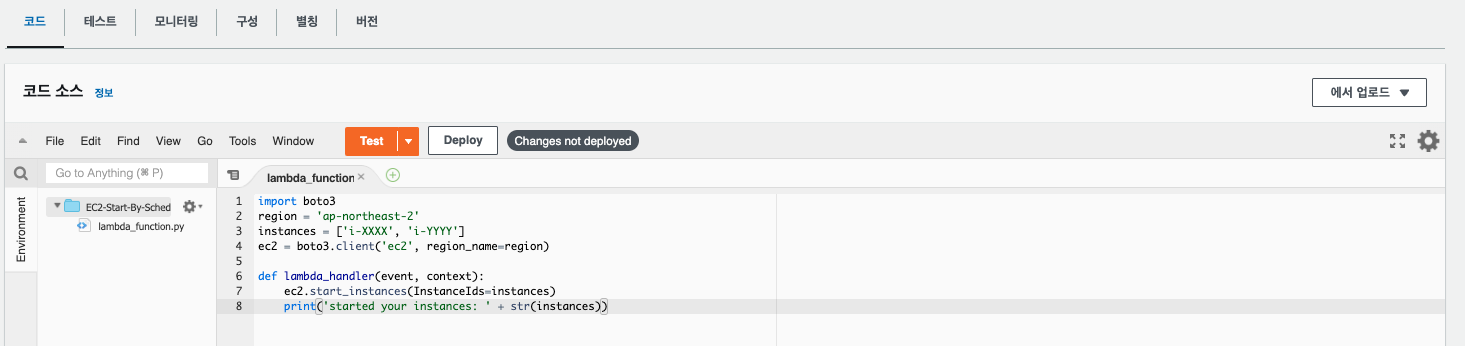 코드 테스트 모니터링 구성 별칭 버전
코드 소스 정보 에서 업로드
File Edit Find View Go Tools Window Test Deploy Changes not deployed
Go to Anything (⌘ P) lambda_function
Environment
EC2-Start-By-Sched
lambda_function.py
1 import boto3
2 region = 'ap-northeast-2'
3 instances = ['i-XXXX', 'i-YYYY']
4 ec2 = boto3.client('ec2', region_name=region)
5
6 def lambda_handler(event, context):
7     ec2.start_instances(InstanceIds=instances)
8     print('started your instances: ' + str(instances))